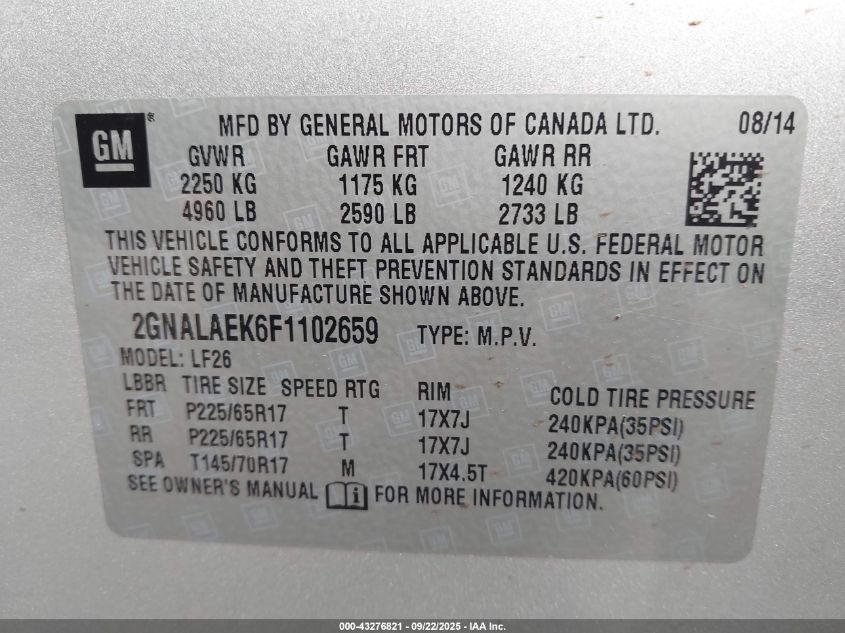 GM ® MFD BY GENERAL MOTORS OF CANADA LTD. 08/14
GVWR GAWR FRT GAWR RR
2250 KG 1175 KG 1240 KG
4960 LB 2590 LB 2733 LB
THIS VEHICLE CONFORMS TO ALL APPLICABLE U.S. FEDERAL MOTOR
VEHICLE SAFETY AND THEFT PREVENTION STANDARDS IN EFFECT ON
THE DATE OF MANUFACTURE SHOWN ABOVE.
2GNALAEK6F1102659 TYPE: M.P.V.
MODEL: LF26
LBBR TIRE SIZE SPEED RTG RIM COLD TIRE PRESSURE
FRT P225/65R17 T 17X7J 240KPA(35PSI)
RR P225/65R17 T 17X7J 240KPA(35PSI)
SPA T145/70R17 M 17X4.5T 420KPA(60PSI)
SEE OWNER'S MANUAL i FOR MORE INFORMATION.
000-43276821 - 09/22/2025 - IAA Inc.